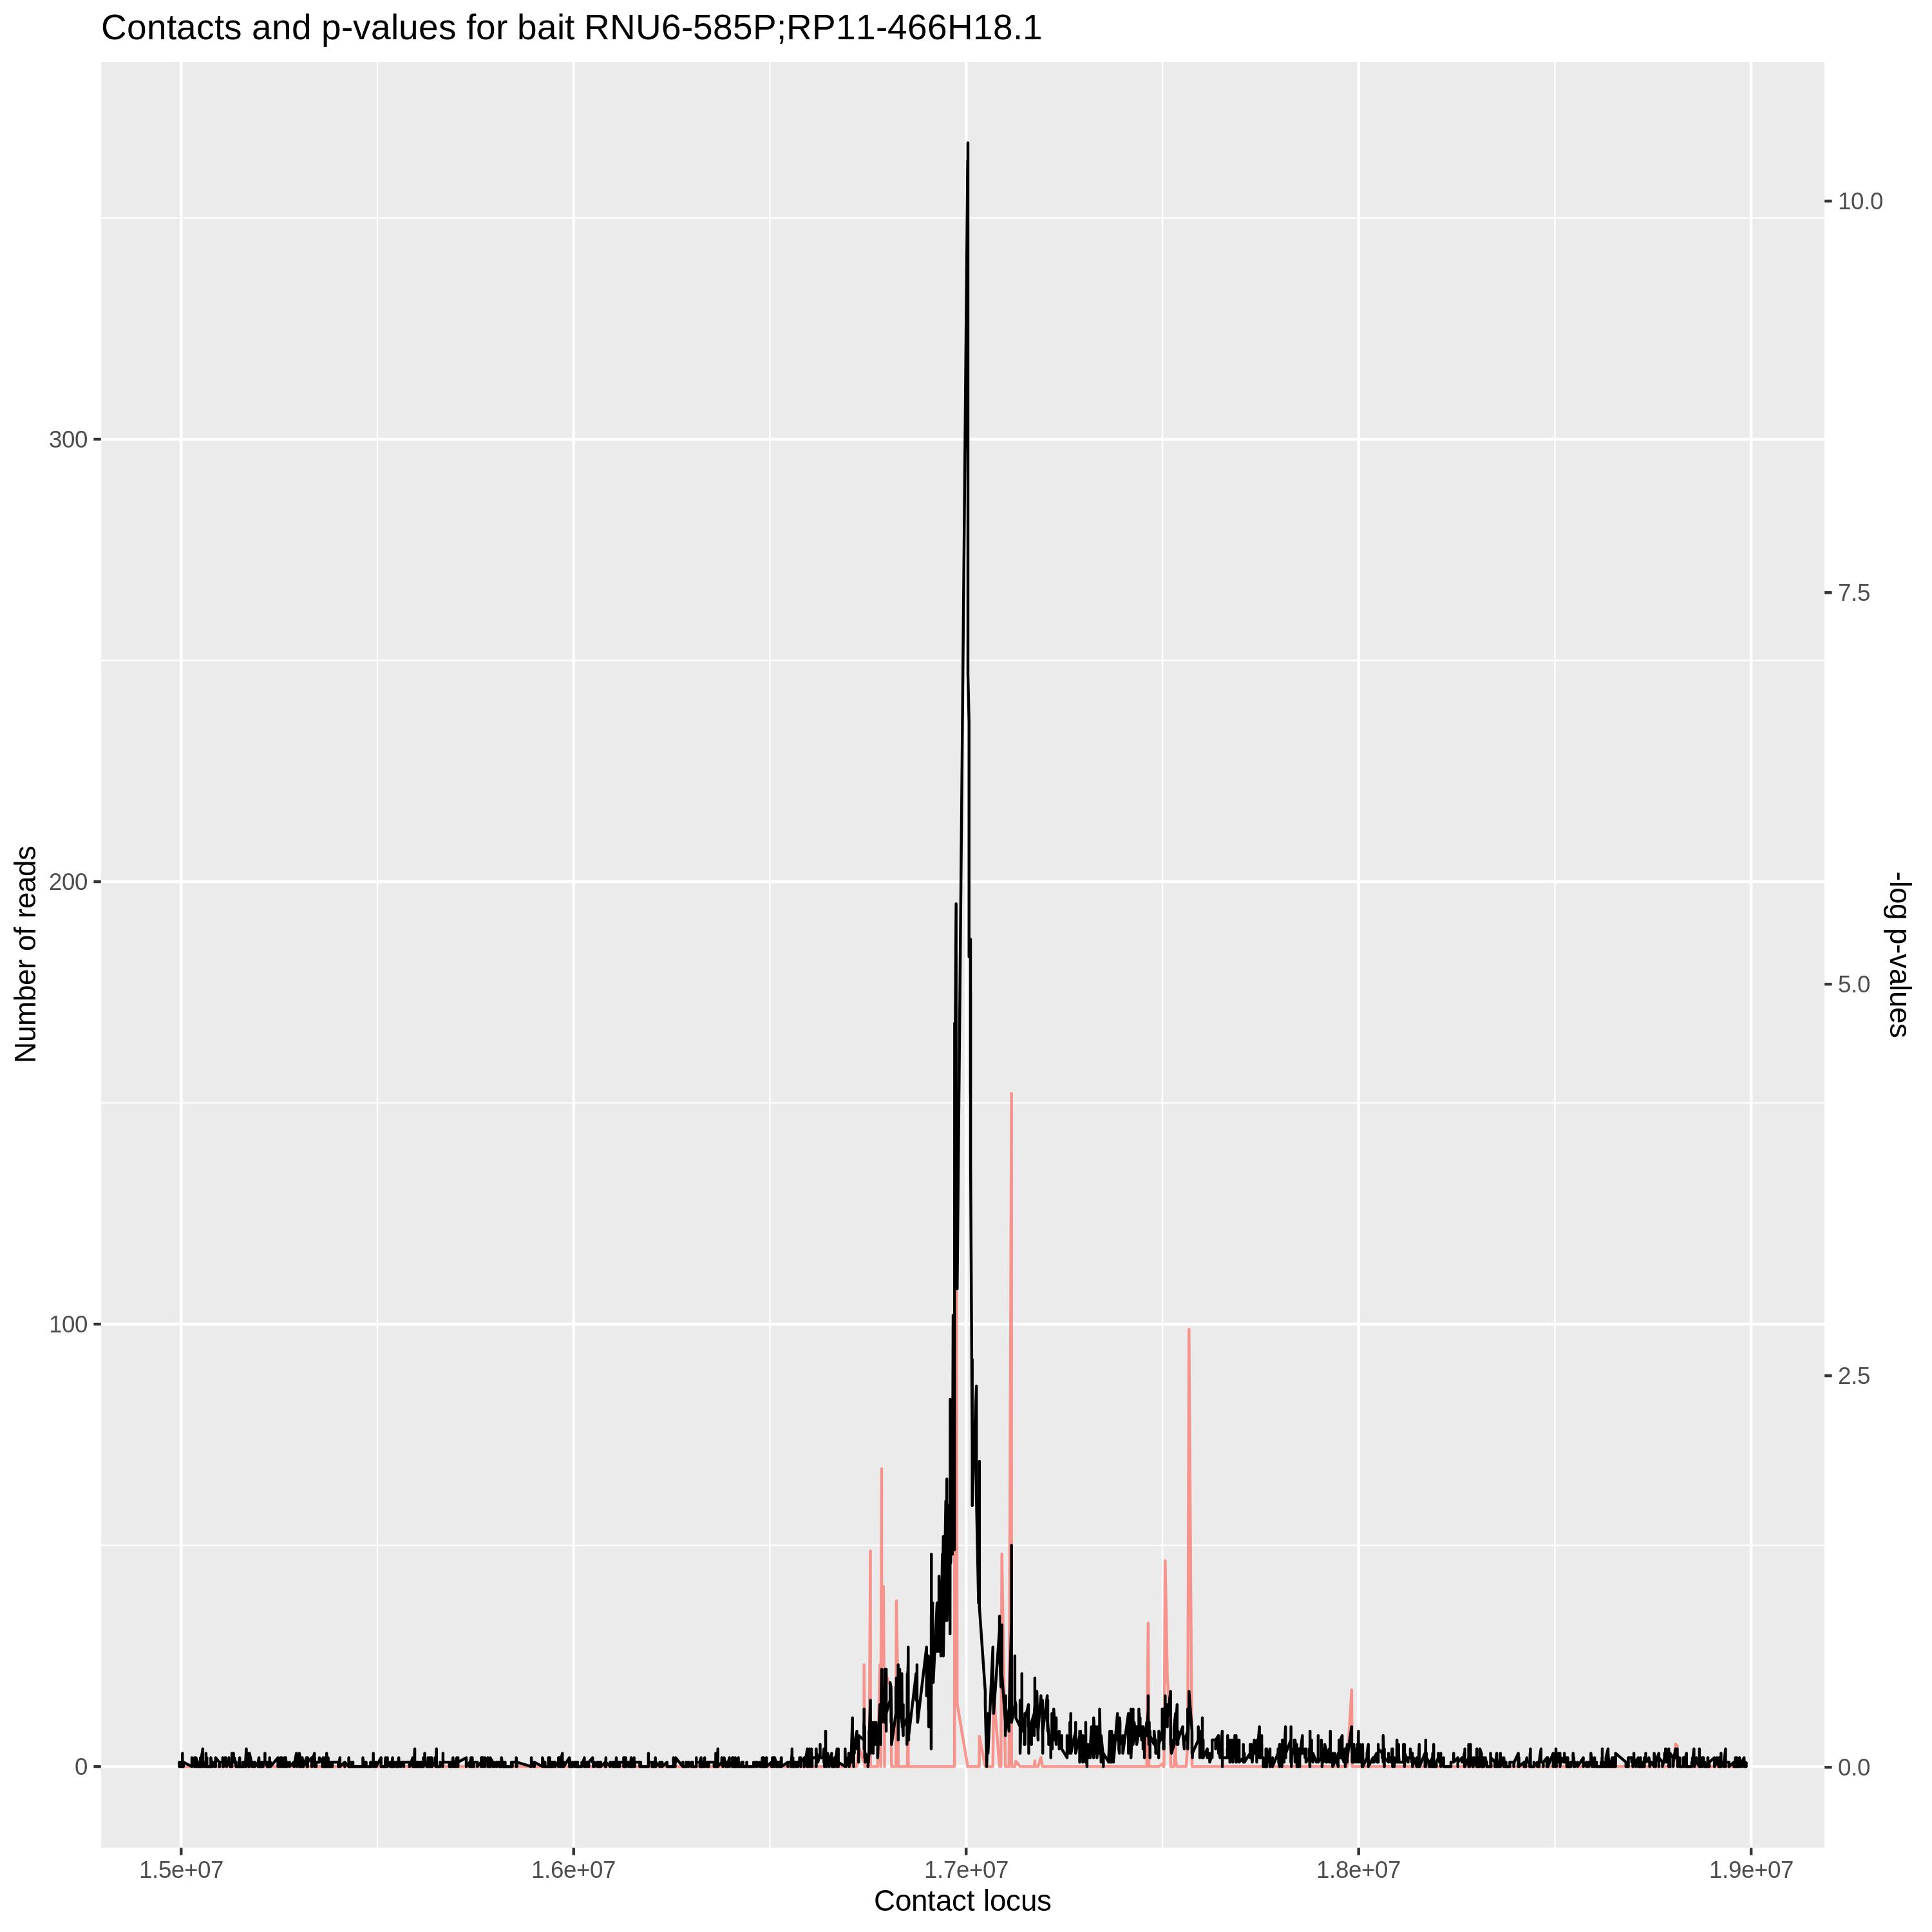 Contacts and p-values for bait RNU6-585P;RP11-466H18.1
Number of reads
300
200
100
0
10.0
7.5
5.0
2.5
0.0
-log p-values
1.5e+07
1.6e+07
1.7e+07
1.8e+07
1.9e+07
Contact locus